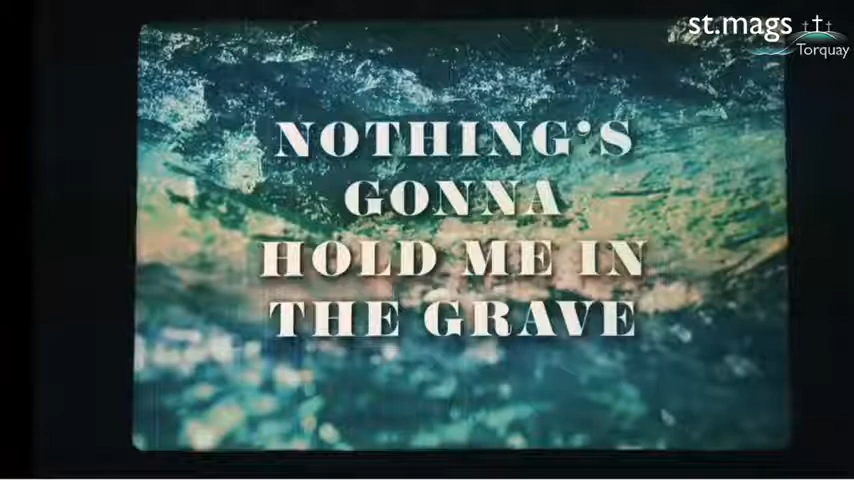 st.mags
Torquay
NOTHING'S
GONNA
HOLD ME IN
THE GRAVE